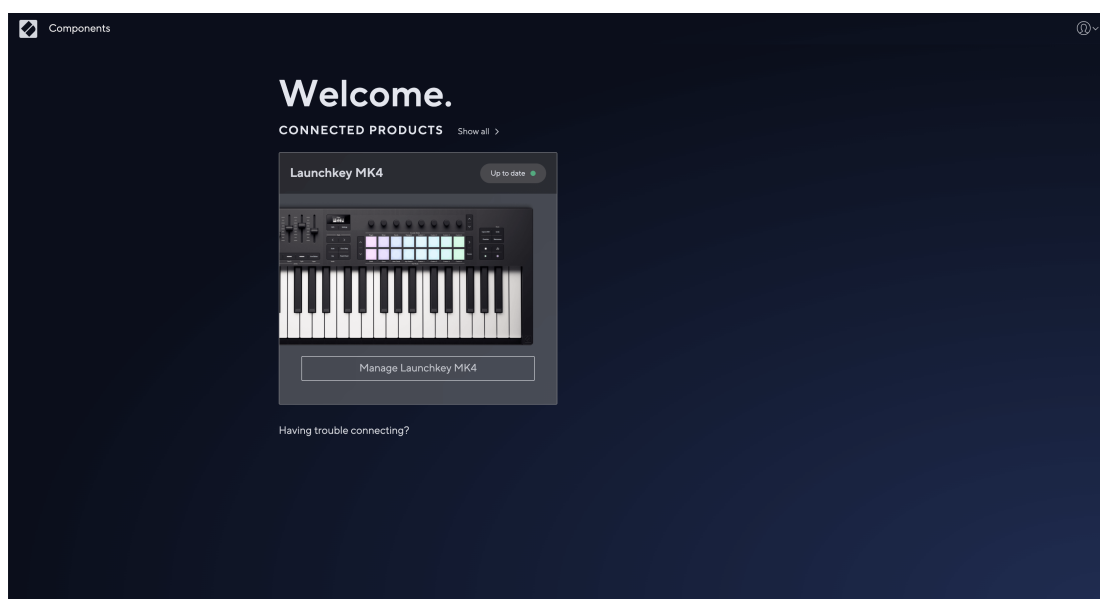 Components
Welcome.
CONNECTED PRODUCTS Show all >
Launchkey MK4
Up to date
Manage Launchkey MK4
Having trouble connecting?